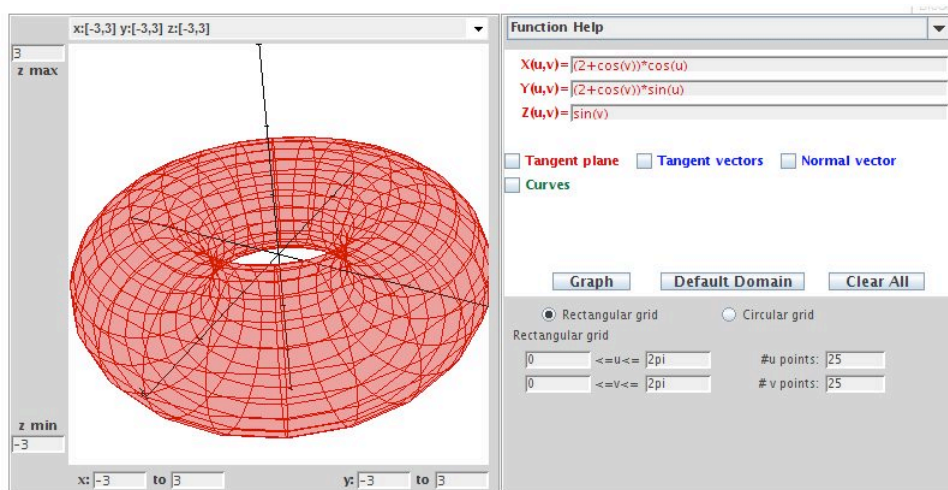 x:[-3,3] y:[-3,3] z:[-3,3]
3
z max
z min
-3
x: -3 to 3 y: -3 to 3
Function Help
X(u,v)= (2+cos(v))*cos(u)
Y(u,v)= (2+cos(v))*sin(u)
Z(u,v)= sin(v)
Tangent plane Tangent vectors Normal vector
Curves
Graph Default Domain Clear All
Rectangular grid Circular grid
Rectangular grid
0 <=u<= 2pi #u points: 25
0 <=v<= 2pi # v points: 25